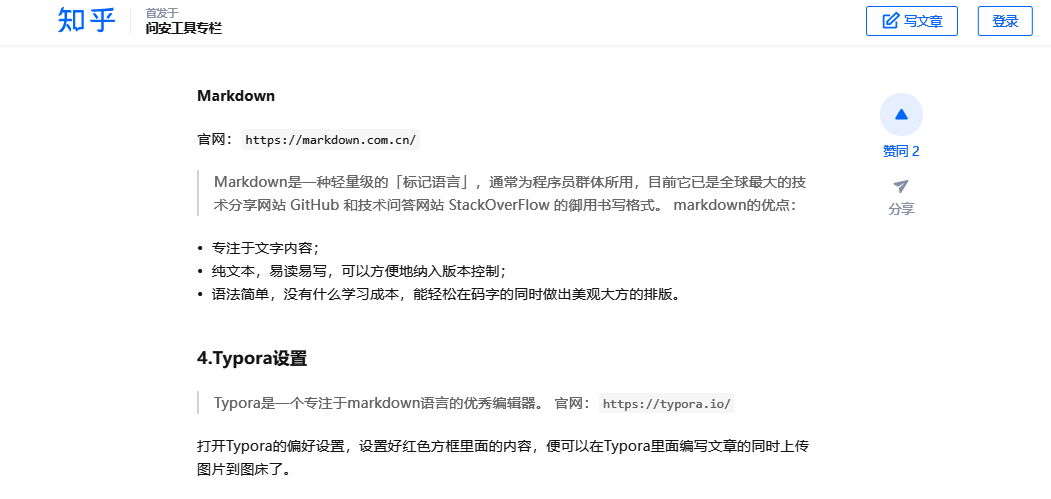 知乎
首发于
问安工具专栏
写文章
登录
Markdown
官网： https://markdown.com.cn/
Markdown是一种轻量级的「标记语言」，通常为程序员群体所用，目前它已是全球最大的技
术分享网站 GitHub 和技术问答网站 StackOverFlow 的御用书写格式。 markdown的优点：
• 专注于文字内容；
• 纯文本，易读易写，可以方便地纳入版本控制；
• 语法简单，没有什么学习成本，能轻松在码字的同时做出美观大方的排版。
4.Typora设置
Typora是一个专注于markdown语言的优秀编辑器。 官网： https://typora.io/
打开Typora的偏好设置，设置好红色方框里面的内容，便可以在Typora里面编写文章的同时上传
图片到图床了。
赞同 2
分享